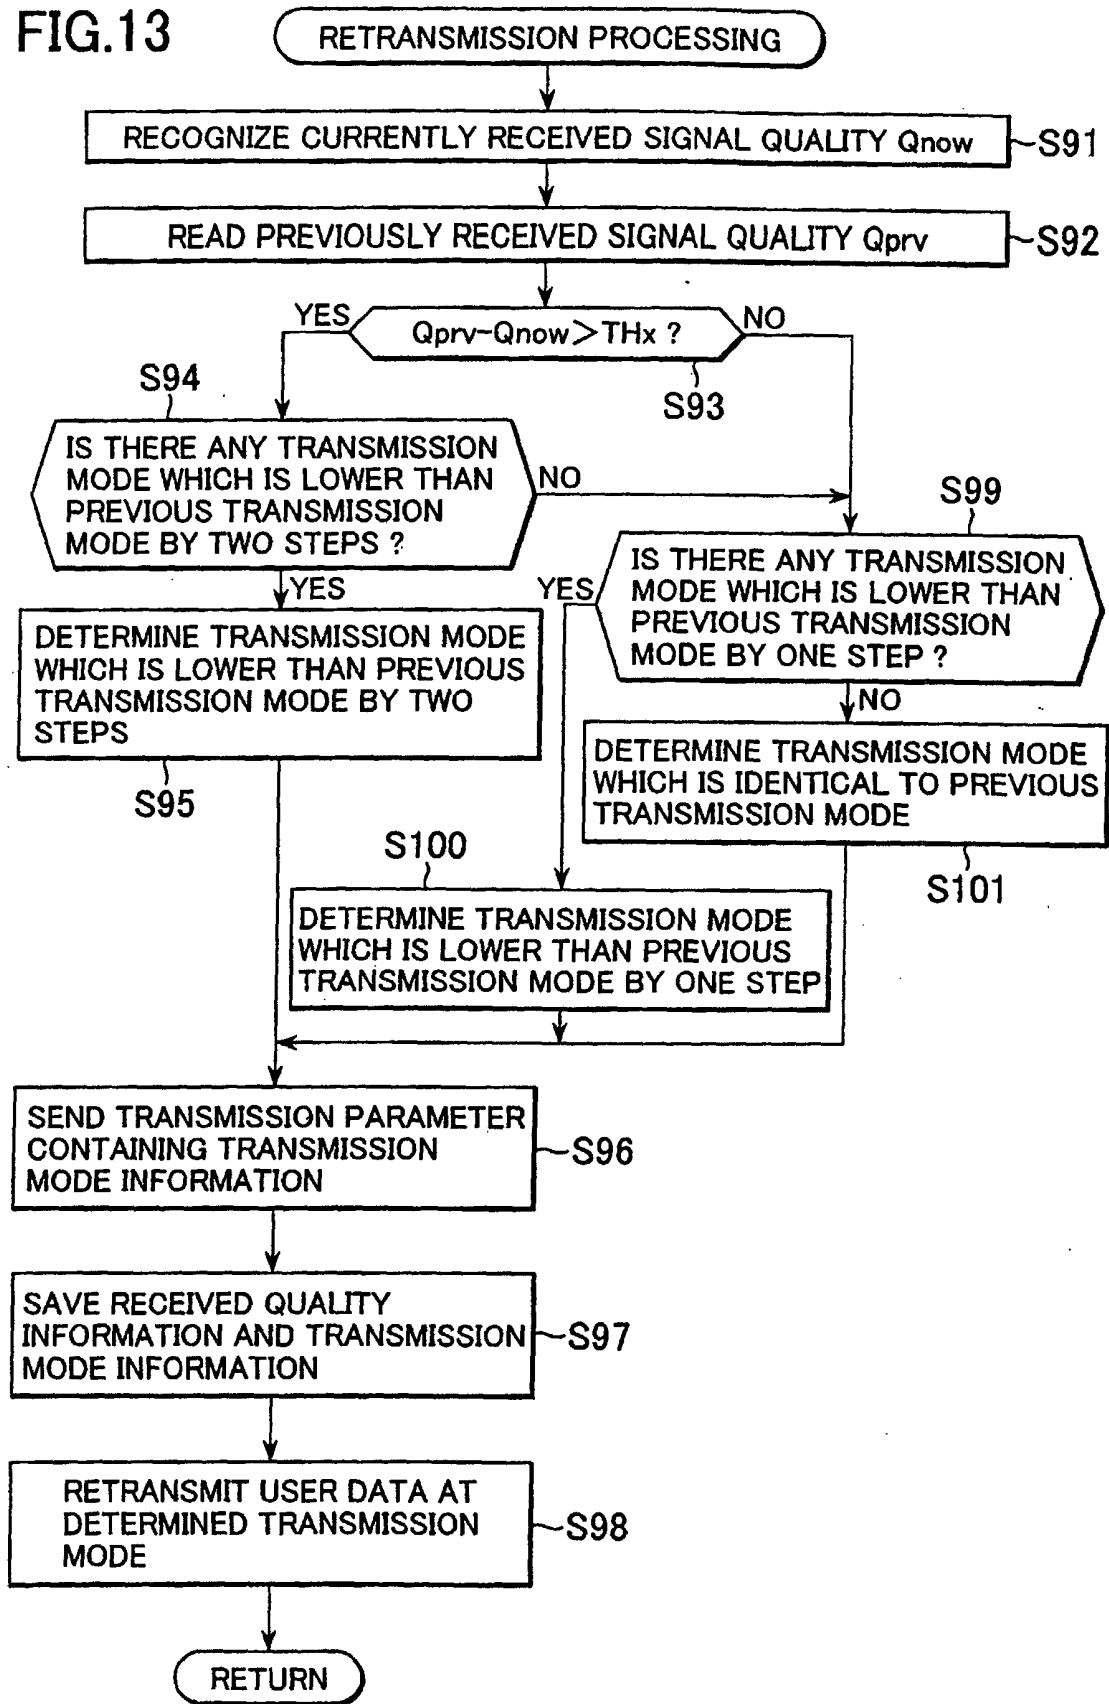 FIG.13
RETRANSMISSION PROCESSING
RECOGNIZE CURRENTLY RECEIVED SIGNAL QUALITY Qnow
S91
READ PREVIOUSLY RECEIVED SIGNAL QUALITY Qprv
S92
YES
Qprv-Qnow>THx ?
NO
S93
S94
IS THERE ANY TRANSMISSION
MODE WHICH IS LOWER THAN
PREVIOUS TRANSMISSION
MODE BY TWO STEPS ?
NO
YES
S99
IS THERE ANY TRANSMISSION
MODE WHICH IS LOWER THAN
PREVIOUS TRANSMISSION
MODE BY ONE STEP ?
YES
NO
DETERMINE TRANSMISSION MODE
WHICH IS LOWER THAN PREVIOUS
TRANSMISSION MODE BY TWO
STEPS
S95
DETERMINE TRANSMISSION MODE
WHICH IS IDENTICAL TO PREVIOUS
TRANSMISSION MODE
S101
S100
DETERMINE TRANSMISSION MODE
WHICH IS LOWER THAN PREVIOUS
TRANSMISSION MODE BY ONE STEP
SEND TRANSMISSION PARAMETER
CONTAINING TRANSMISSION
MODE INFORMATION
S96
SAVE RECEIVED QUALITY
INFORMATION AND TRANSMISSION
MODE INFORMATION
S97
RETRANSMIT USER DATA AT
DETERMINED TRANSMISSION
MODE
S98
RETURN